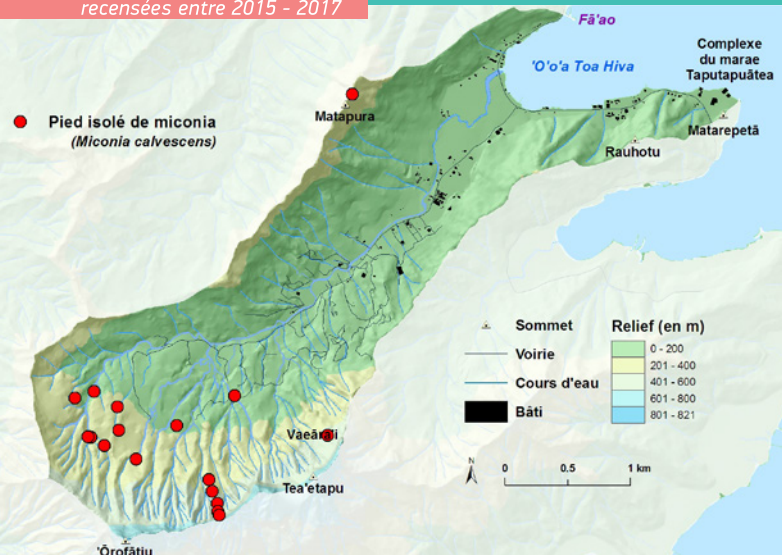 recensées entre 2015 - 2017
Fā'ao
Complexe
du marae
Taputapuātea
'O'o'a Toa Hiva
Pied isolé de miconia
(Miconia calvescens)
Matapura
Matarepetā
Rauhotu
Sommet
Voirie
Cours d'eau
Bâti
Relief (en m)
0 - 200
201 - 400
401 - 600
601 - 800
801 - 821
Vaeāra'i
Tea'etapu
N
0 0.5 1 km
'Ōrofātiu